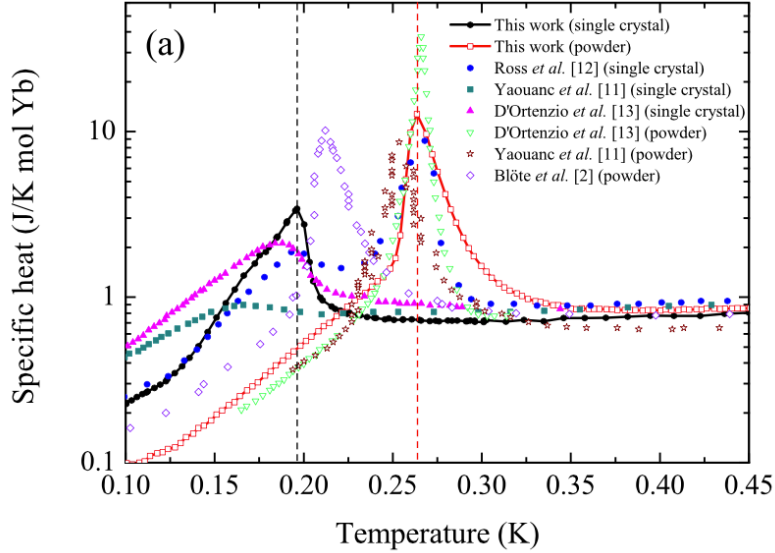 (a)
This work (single crystal)
This work (powder)
Ross et al. [12] (single crystal)
Yaouanc et al. [11] (single crystal)
D'Ortenzio et al. [13] (single crystal)
D'Ortenzio et al. [13] (powder)
Yaouanc et al. [11] (powder)
Blöte et al. [2] (powder)
Specific heat (J/K mol Yb)
10
1
0.1
0.10 0.15 0.20 0.25 0.30 0.35 0.40 0.45
Temperature (K)